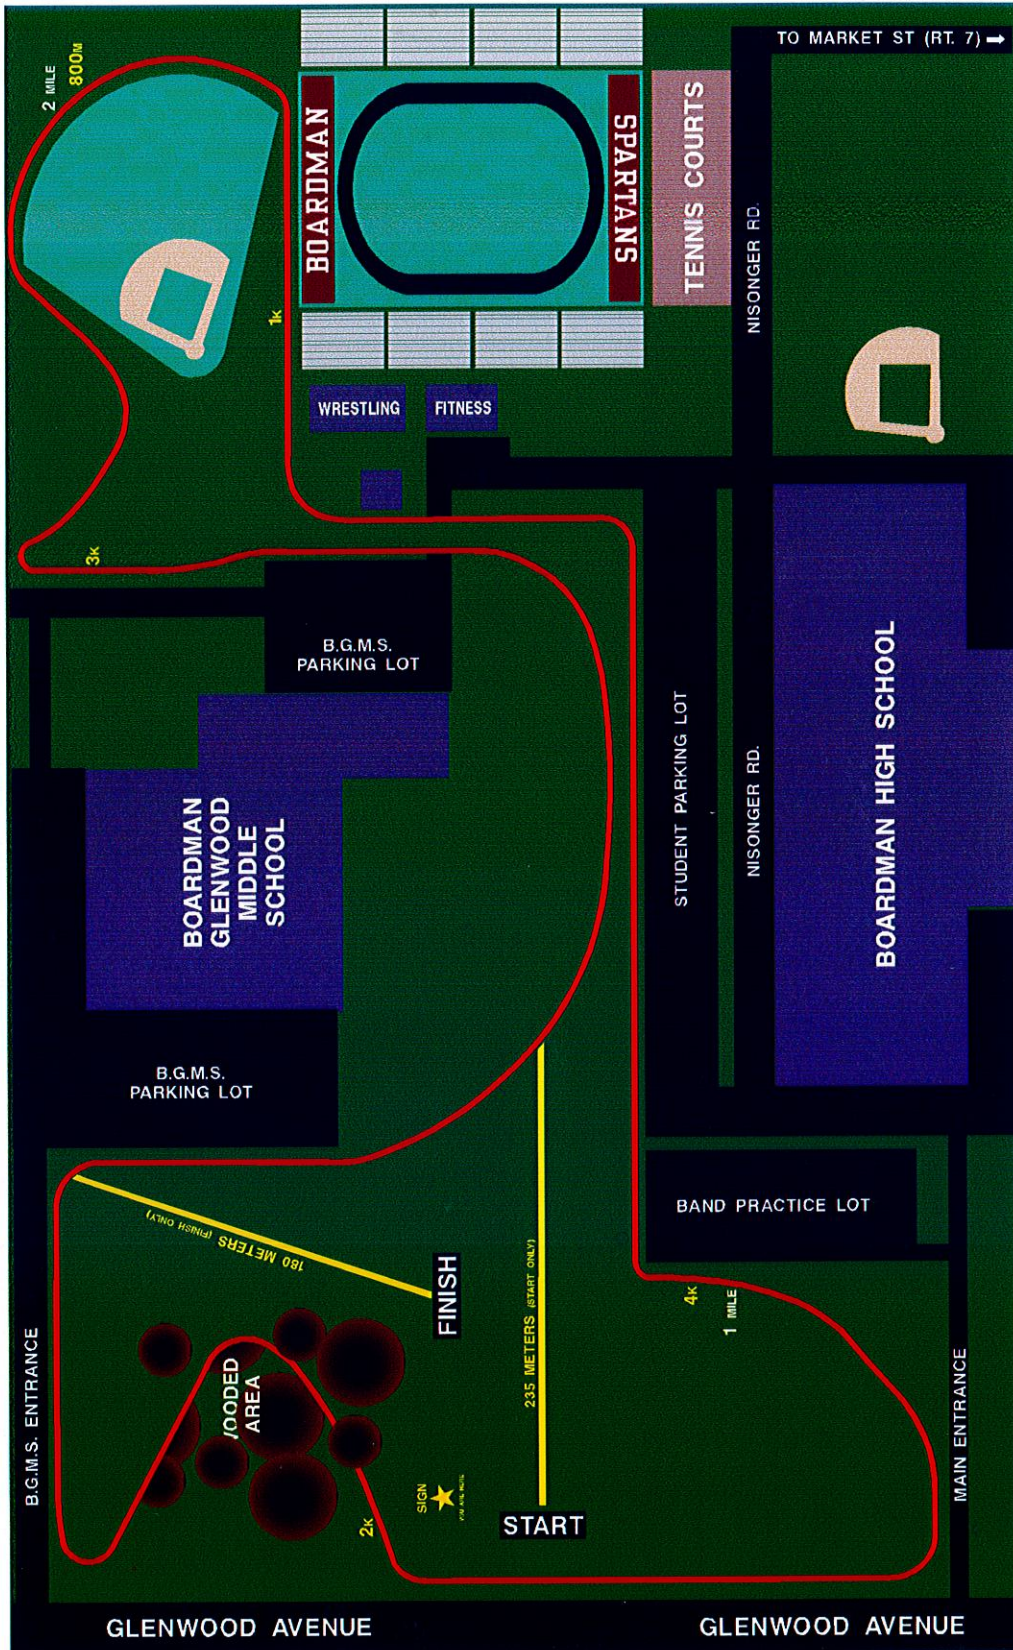 TO MARKET ST (RT. 7)
2 MILE
800M
BOARDMAN
SPARTANS
TENNIS COURTS
NISONGER RD.
1K
WRESTLING
FITNESS
3K
B.G.M.S.
PARKING LOT
STUDENT PARKING LOT
NISONGER RD.
BOARDMAN HIGH SCHOOL
BOARDMAN
GLENWOOD
MIDDLE
SCHOOL
B.G.M.S.
PARKING LOT
BAND PRACTICE LOT
180 METERS (FINISH ONLY)
FINISH
235 METERS (START ONLY)
4K
1 MILE
B.G.M.S. ENTRANCE
WOODED
AREA
MAIN ENTRANCE
SIGN
YOU ARE HERE
2K
START
GLENWOOD AVENUE
GLENWOOD AVENUE